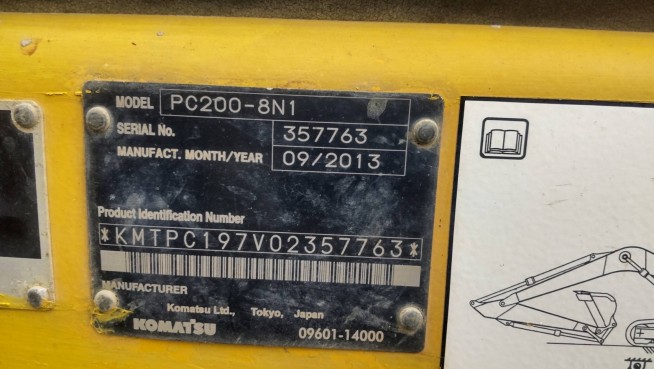 MODEL PC200-8N1
SERIAL No. 357763
MANUFACT. MONTH/YEAR 09/2013
Product Identification Number
*KMTPC197V02357763*
MANUFACTURER
Komatsu Ltd., Tokyo, Japan
KOMATSU 09601-14000